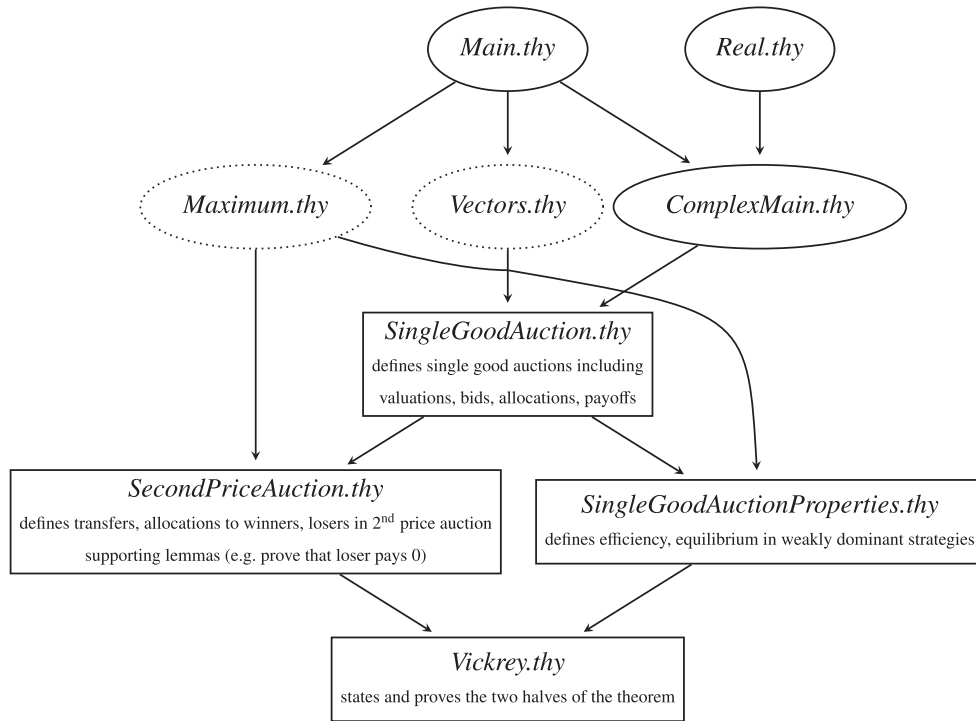 Main.thy
Real.thy
Maximum.thy
Vectors.thy
ComplexMain.thy
SingleGoodAuction.thy
defines single good auctions including
valuations, bids, allocations, payoffs
SecondPriceAuction.thy
defines transfers, allocations to winners, losers in 2nd price auction
supporting lemmas (e.g. prove that loser pays 0)
SingleGoodAuctionProperties.thy
defines efficiency, equilibrium in weakly dominant strategies
Vickrey.thy
states and proves the two halves of the theorem